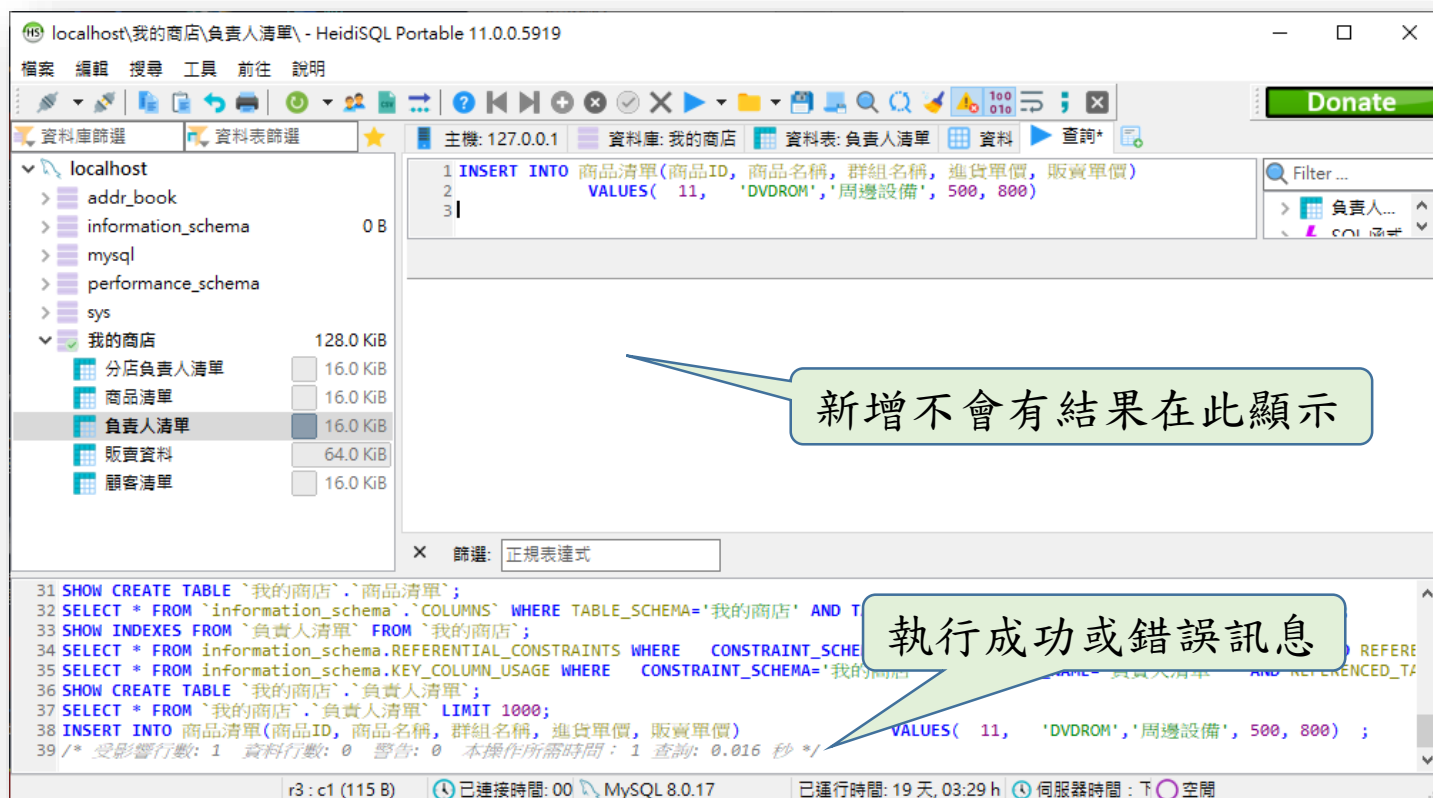 localhost\我的商店\負責人清單\ - HeidiSQL Portable 11.0.0.5919
檔案 編輯 搜尋 工具 前往 說明
Donate
資料庫篩選 資料表篩選
主機: 127.0.0.1 資料庫: 我的商店 資料表: 負責人清單 資料 查詢*
localhost
addr_book
information_schema 0 B
mysql
performance_schema
sys
我的商店 128.0 KiB
分店負責人清單 16.0 KiB
商品清單 16.0 KiB
負責人清單 16.0 KiB
販賣資料 64.0 KiB
顧客清單 16.0 KiB
1 INSERT INTO 商品清單(商品ID, 商品名稱, 群組名稱, 進貨單價, 販賣單價)
2 VALUES( 11, 'DVDROM','周邊設備', 500, 800)
3
Filter ...
負責人...
SQL 函式
新增不會有結果在此顯示
篩選: 正規表達式
31 SHOW CREATE TABLE `我的商店`.`商品清單`;
32 SELECT * FROM `information_schema`.`COLUMNS` WHERE TABLE_SCHEMA='我的商店' AND
33 SHOW INDEXES FROM `負責人清單` FROM `我的商店`;
34 SELECT * FROM information_schema.REFERENTIAL_CONSTRAINTS WHERE CONSTRAINT_SCHE
35 SELECT * FROM information_schema.KEY_COLUMN_USAGE WHERE CONSTRAINT_SCHEMA='我的商店' AND REFERENCED_TA
36 SHOW CREATE TABLE `我的商店`.`負責人清單`;
37 SELECT * FROM `我的商店`.`負責人清單` LIMIT 1000;
38 INSERT INTO 商品清單(商品ID, 商品名稱, 群組名稱, 進貨單價, 販賣單價) VALUES( 11, 'DVDROM','周邊設備', 500, 800) ;
39 /* 受影響行數: 1 資料行數: 0 警告: 0 本操作所需時間: 1 查詢: 0.016 秒 */
執行成功或錯誤訊息
r3 : c1 (115 B) 已連接時間: 00 MySQL 8.0.17 已運行時間: 19 天, 03:29 h 伺服器時間：下 空閒